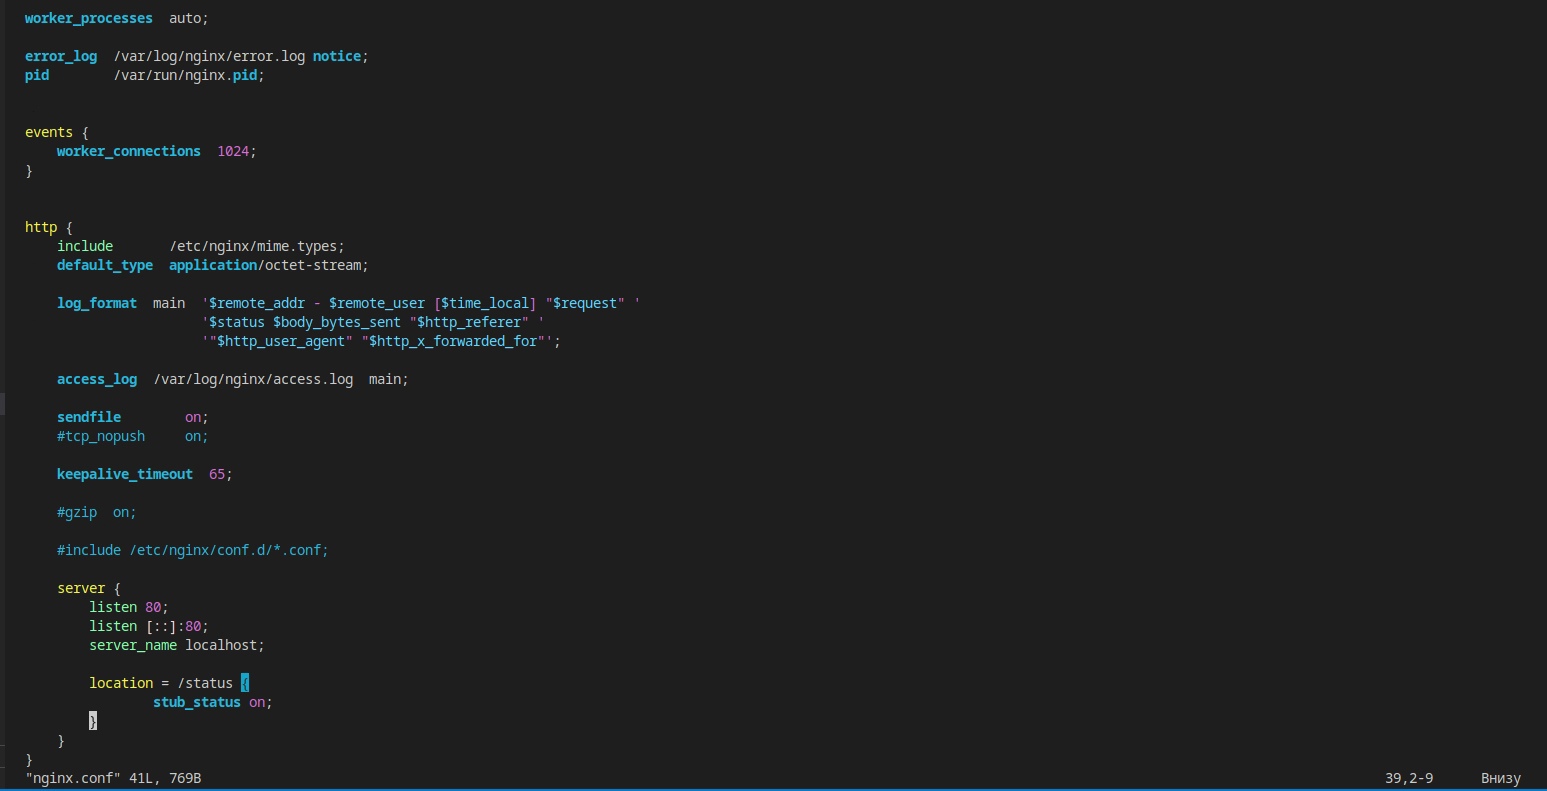 worker_processes  auto;

error_log  /var/log/nginx/error.log notice;
pid        /var/run/nginx.pid;


events {
    worker_connections  1024;
}


http {
    include       /etc/nginx/mime.types;
    default_type  application/octet-stream;

    log_format  main  '$remote_addr - $remote_user [$time_local] "$request" '
                      '$status $body_bytes_sent "$http_referer" '
                      '"$http_user_agent" "$http_x_forwarded_for"';

    access_log  /var/log/nginx/access.log  main;

    sendfile        on;
    #tcp_nopush     on;

    keepalive_timeout  65;

    #gzip  on;

    #include /etc/nginx/conf.d/*.conf;

    server {
        listen 80;
        listen [::]:80;
        server_name localhost;

        location = /status {
                stub_status on;
        }
    }
}
"nginx.conf" 41L, 769B 39,2-9 Внизу